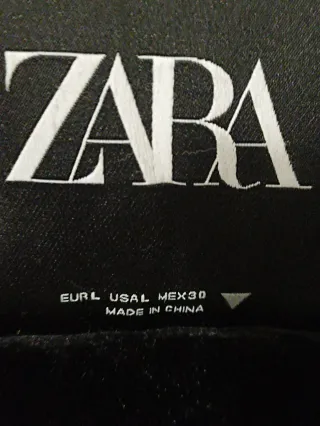 ZARA
EUR L USA L MEX 30
MADE IN CHINA